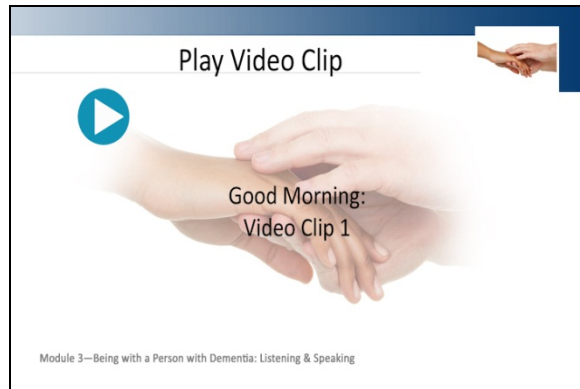 Play Video Clip
Good Morning:
Video Clip 1
Module 3—Being with a Person with Dementia: Listening & Speaking